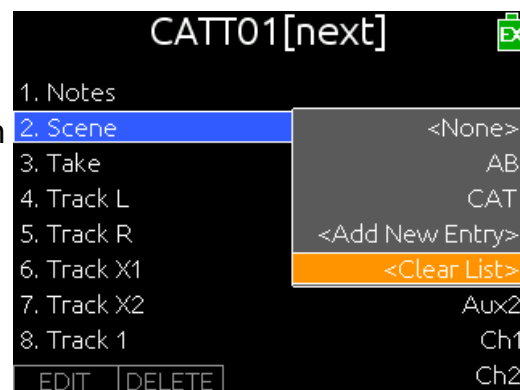 CATT01[next] EX
1. Notes
2. Scene <None>
3. Take AB
4. Track L CAT
5. Track R <Add New Entry>
6. Track X1 <Clear List>
7. Track X2 Aux2
8. Track 1 Ch1
EDIT DELETE Ch2